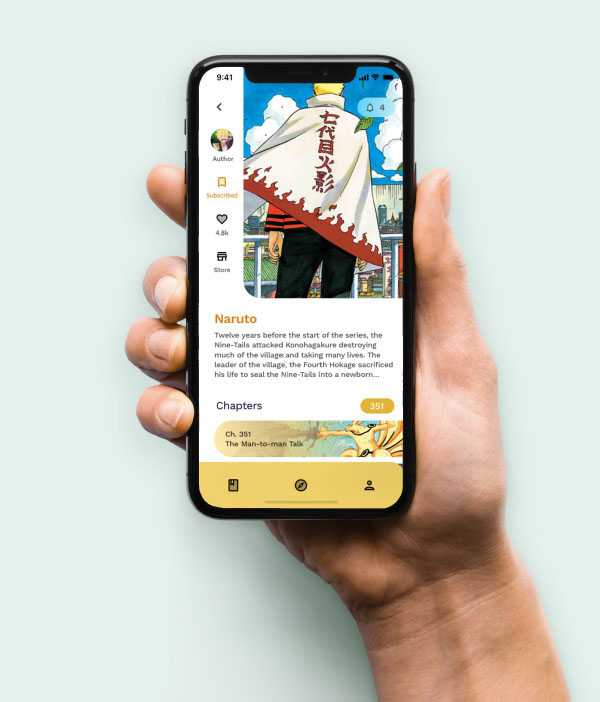 9:41
七代目火影
4
Author
Subscribed
4.8k
Store
Naruto
Twelve years before the start of the series, the
Nine-Tails attacked Konohagakure destroying
much of the village and taking many lives. The
leader of the village, the Fourth Hokage sacrificed
his life to seal the Nine-Tails into a newborn...
Chapters
351
Ch. 351
The Man-to-man Talk